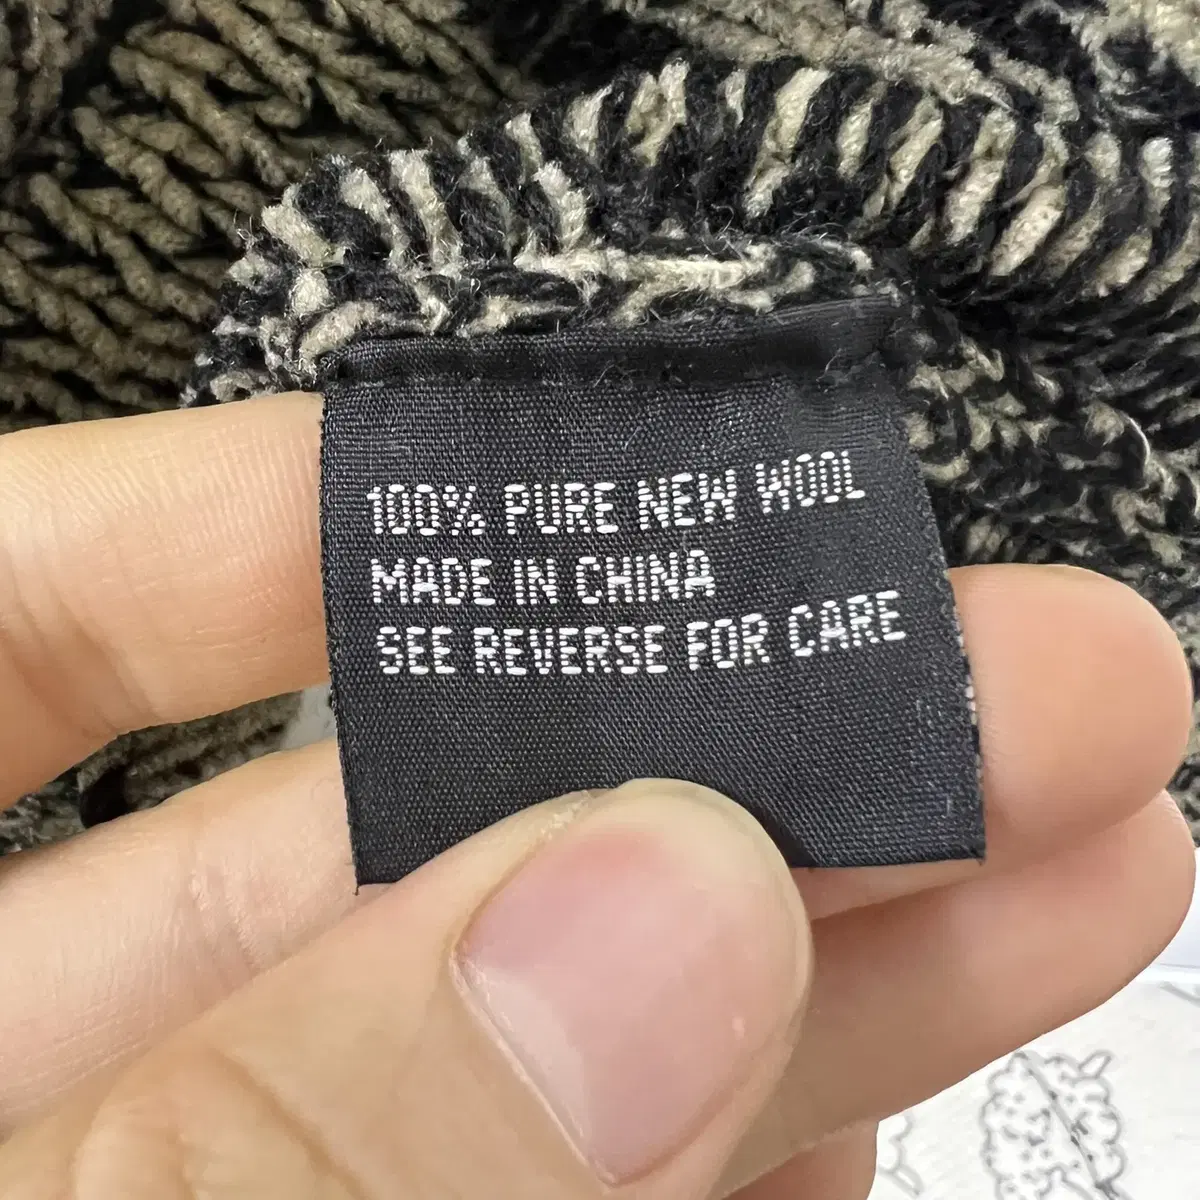 100% PURE NEW WOOL
MADE IN CHINA
SEE REVERSE FOR CARE